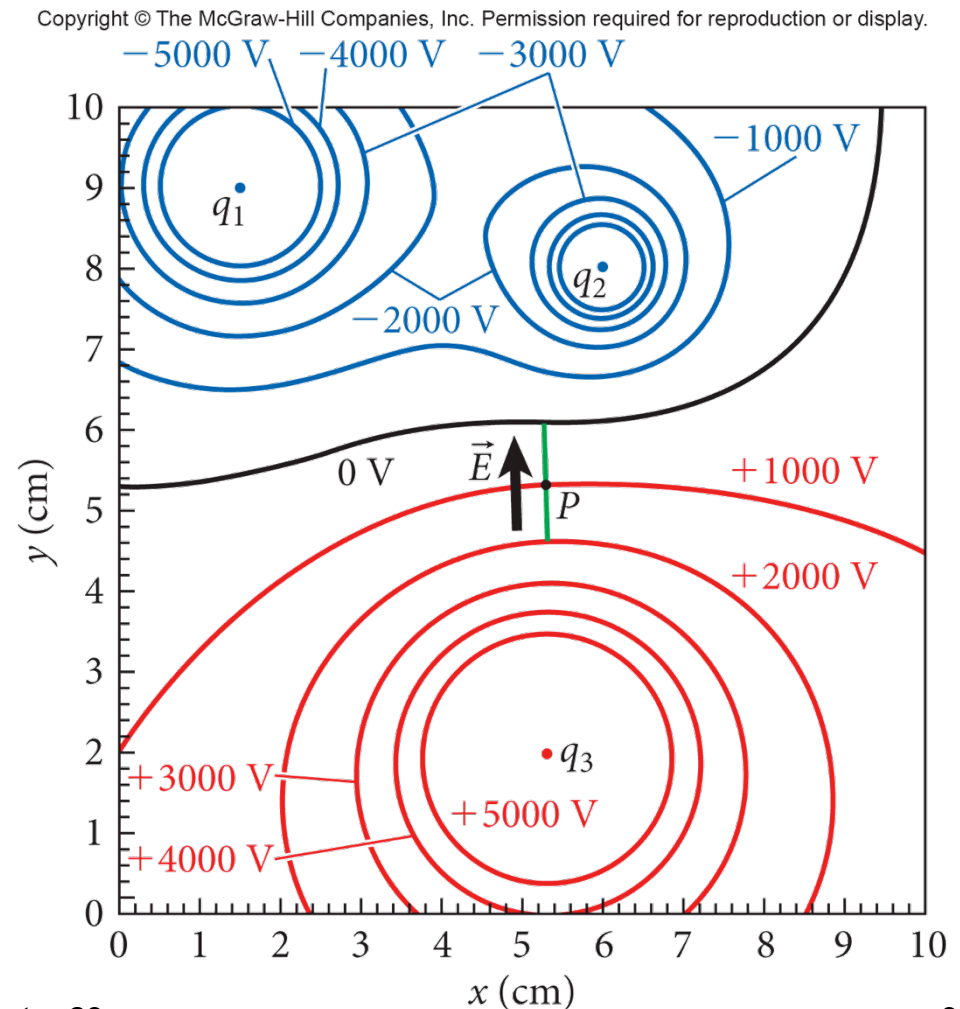 Copyright © The McGraw-Hill Companies, Inc. Permission required for reproduction or display.
−5000 V −4000 V −3000 V
10
−1000 V
9
q1
8
q2
−2000 V
7
6
E
0 V
+1000 V
5
P
+2000 V
4
3
2
q3
+3000 V
+5000 V
1
+4000 V
0
0 1 2 3 4 5 6 7 8 9 10
x (cm)
y (cm)